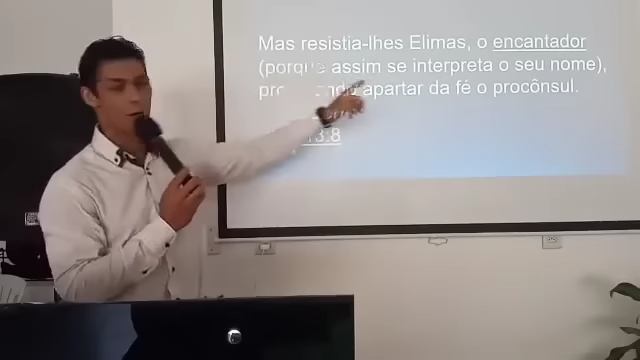 Mas resistia-lhes Elimas, o encantador
assim se interpreta o seu nome),
apartar da fé o procônsul.
13:8